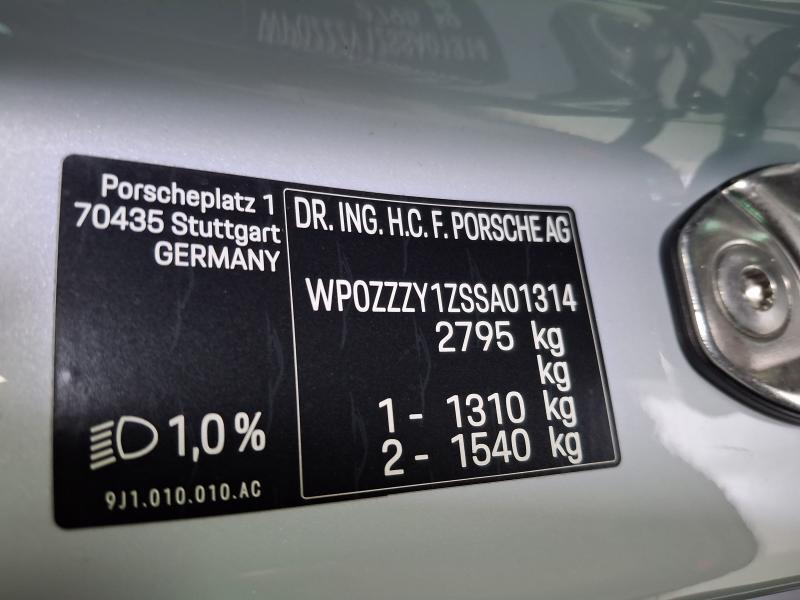 Porscheplatz 1
70435 Stuttgart
GERMANY
1,0%
9J1.010.010.AC
DR. ING. H.C. F. PORSCHE AG
WP0ZZZY1ZSSA01314
2795 kg
kg
1 - 1310 kg
2 - 1540 kg